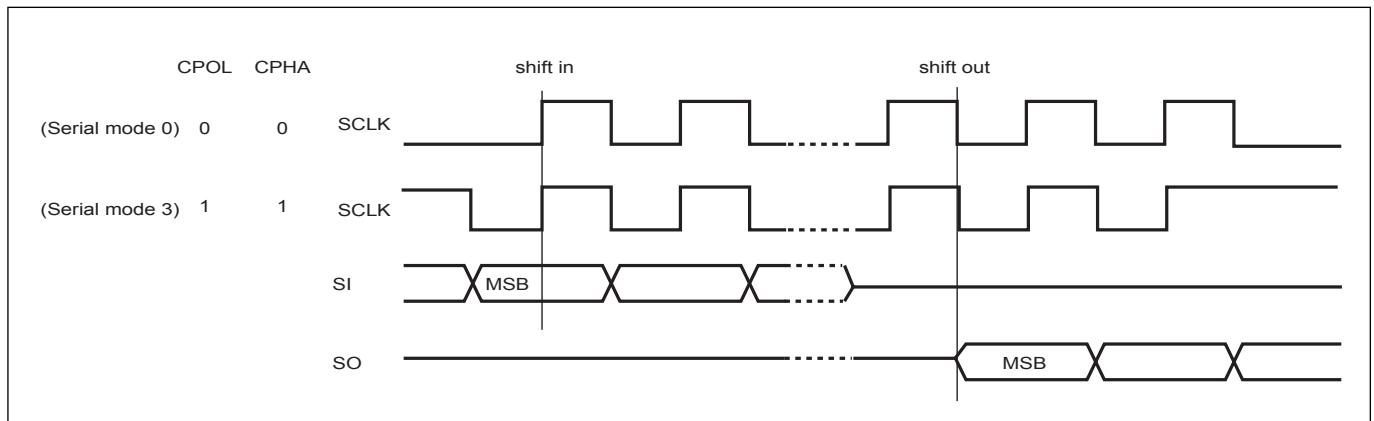 CPOL CPHA shift in shift out
(Serial mode 0) 0 0 SCLK
(Serial mode 3) 1 1 SCLK
SI MSB
SO MSB